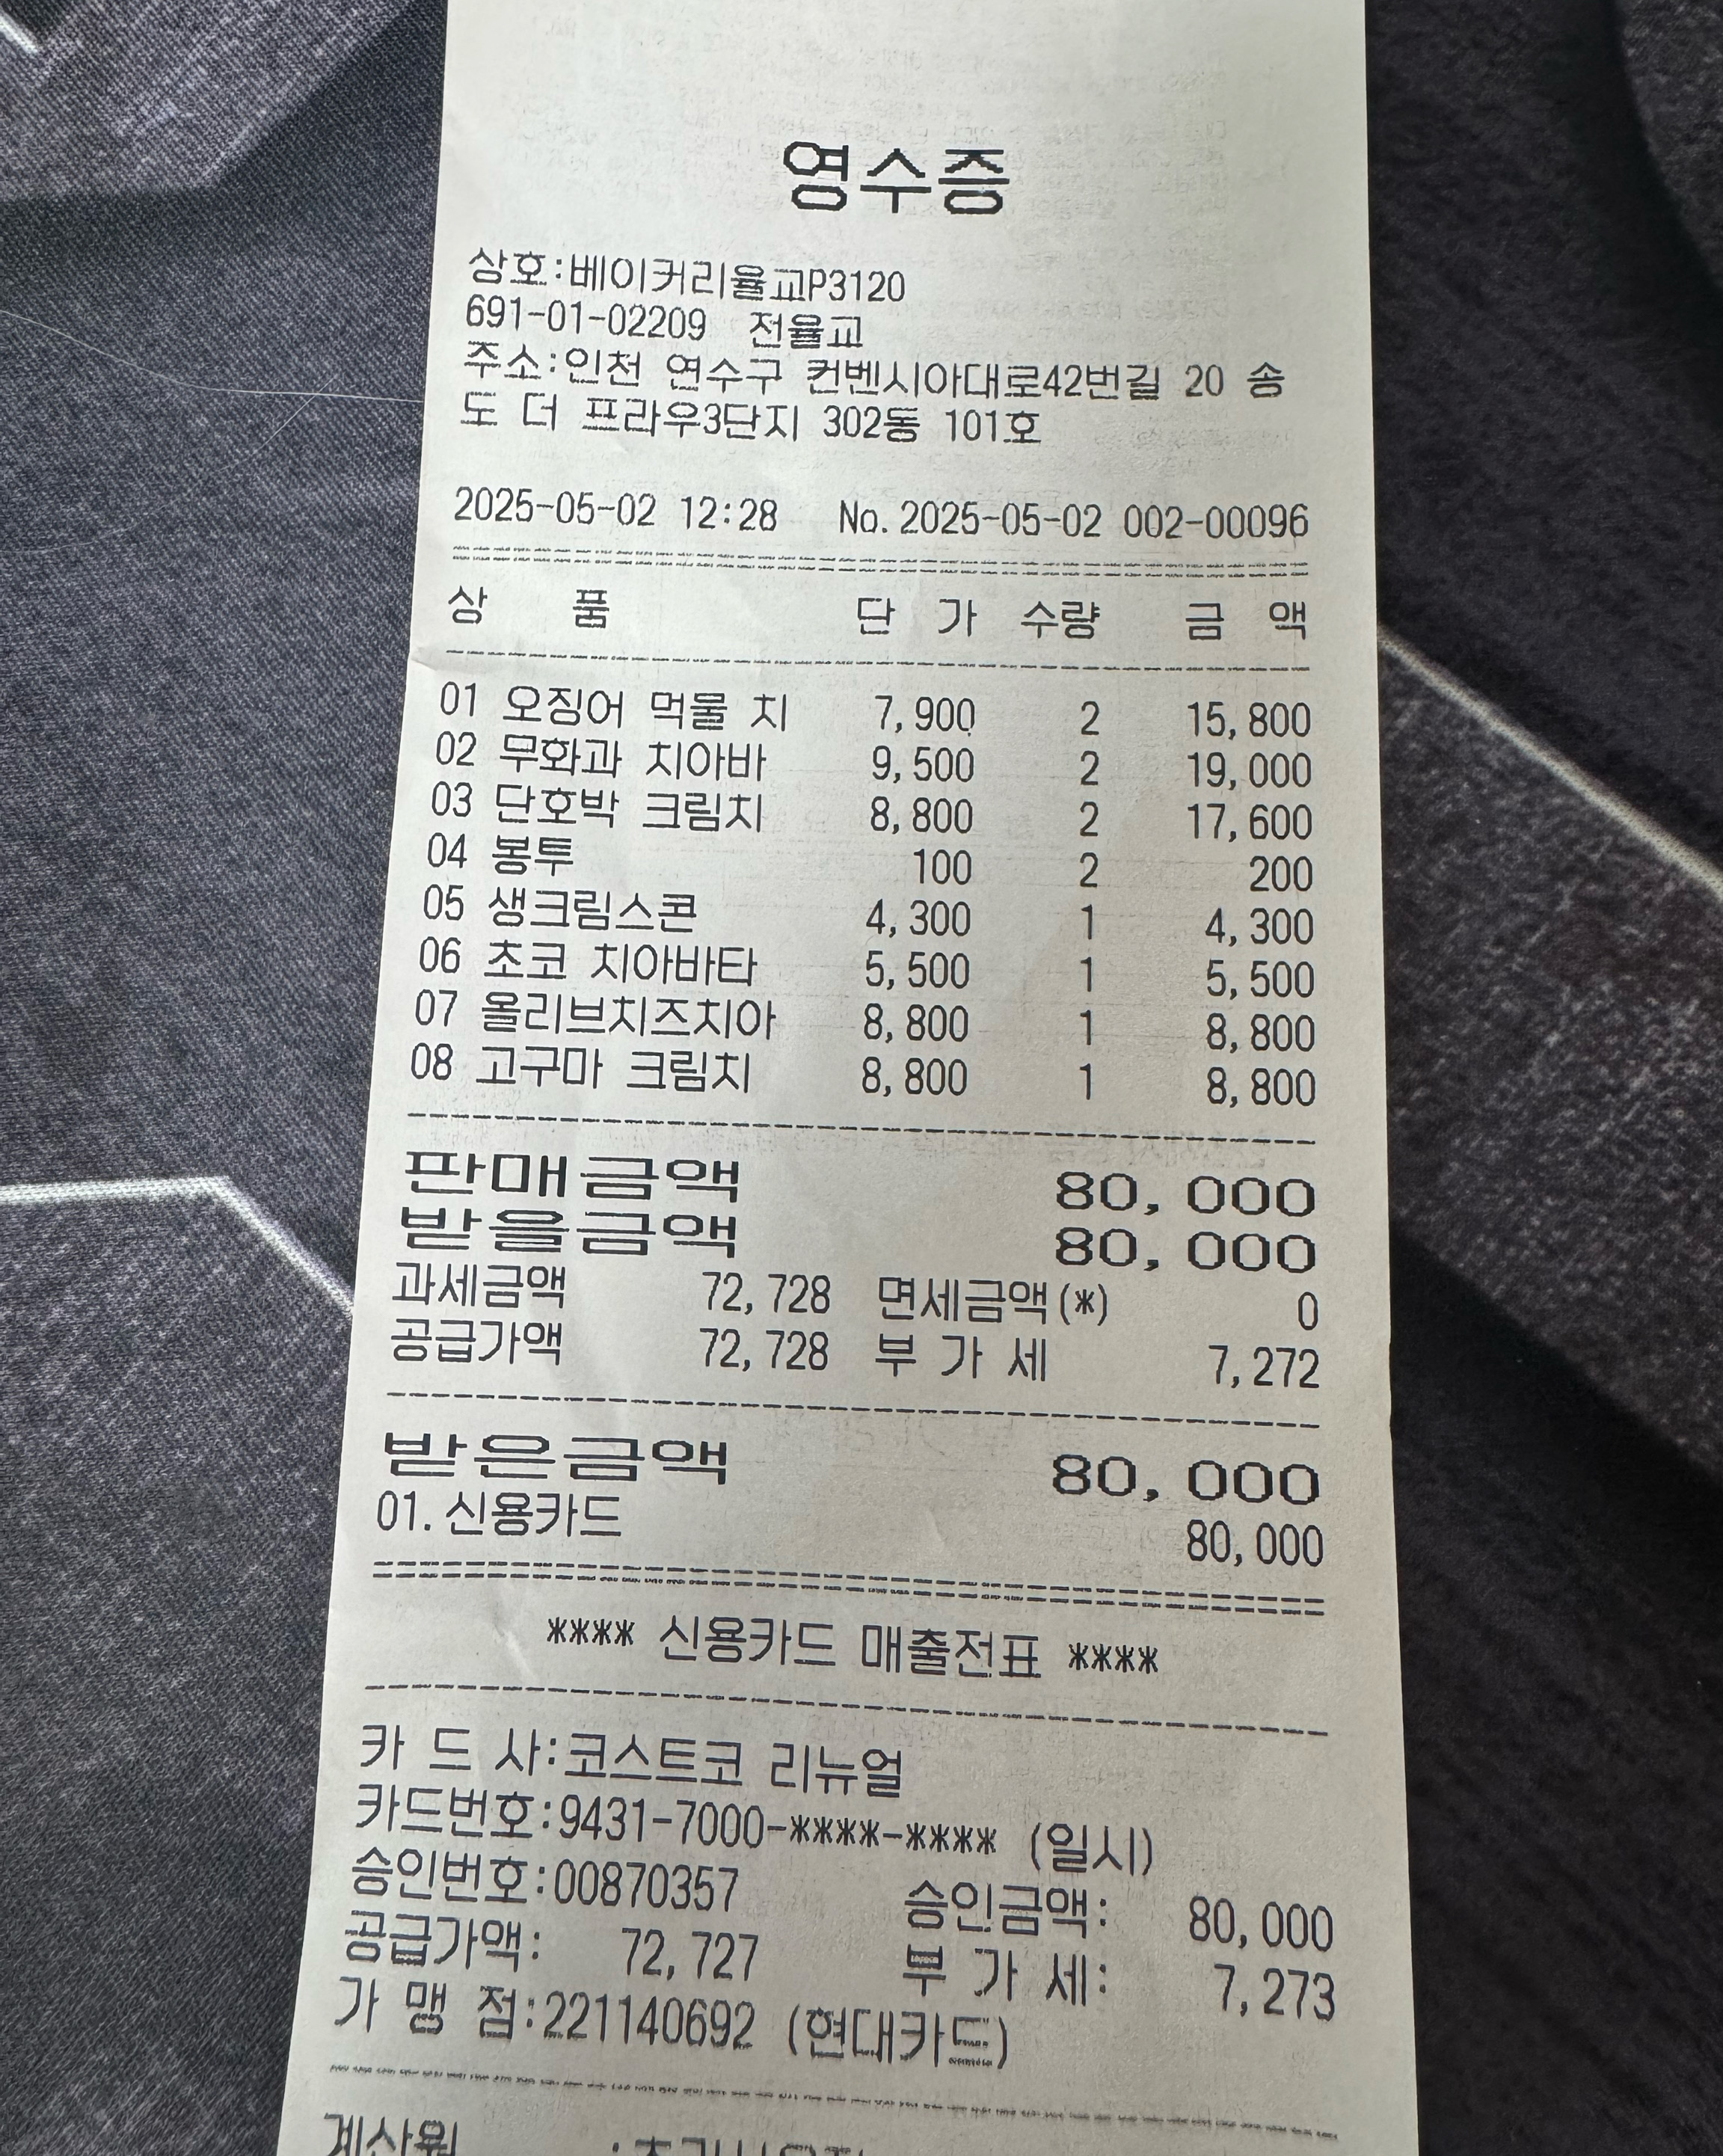 영수증
상호:베이커리율교P3120
691-01-02209 전율교
주소:인천 연수구 컨벤시아대로42번길 20 송
도 더 프라우3단지 302동 101호
2025-05-02 12:28 No. 2025-05-02 002-00096
상 품 단 가 수량 금 액
01 오징어 먹물 치 7,900 2 15,800
02 무화과 치아바 9,500 2 19,000
03 단호박 크림치 8,800 2 17,600
04 봉투 100 2 200
05 생크림스콘 4,300 1 4,300
06 초코 치아바타 5,500 1 5,500
07 올리브치즈치아 8,800 1 8,800
08 고구마 크림치 8,800 1 8,800
판매금액 80,000
받을금액 80,000
과세금액 72,728 면세금액(*) 0
공급가액 72,728 부 가 세 7,272
받은금액 80,000
01. 신용카드 80,000
**** 신용카드 매출전표 ****
카 드 사:코스트코 리뉴얼
카드번호:9431-7000-****-**** (일시)
승인번호:00870357 승인금액: 80,000
공급가액: 72,727 부 가 세: 7,273
가 맹 점:221140692 (현대카드)
계산원 :